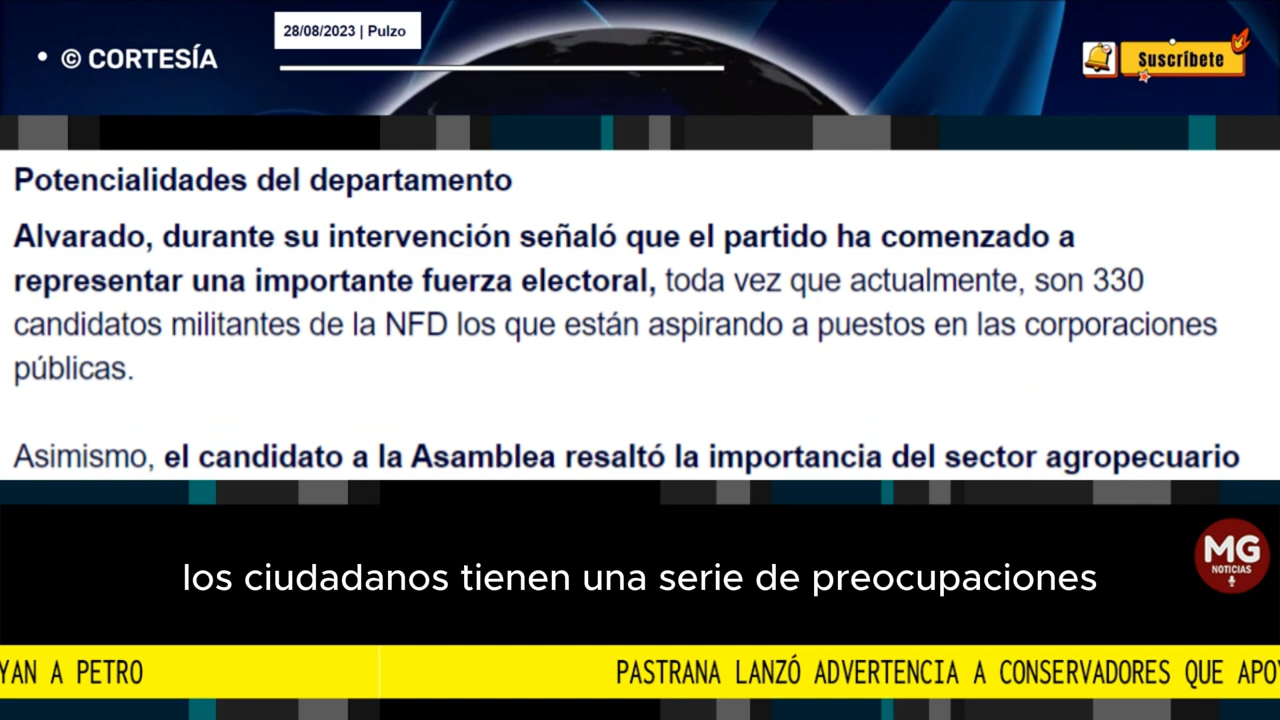 28/08/2023 | Pulzo
• © CORTESÍA
Suscríbete
Potencialidades del departamento
Alvarado, durante su intervención señaló que el partido ha comenzado a
representar una importante fuerza electoral, toda vez que actualmente, son 330
candidatos militantes de la NFD los que están aspirando a puestos en las corporaciones
públicas.
Asimismo, el candidato a la Asamblea resaltó la importancia del sector agropecuario
MG
NOTICIAS
los ciudadanos tienen una serie de preocupaciones
YAN A PETRO
PASTRANA LANZÓ ADVERTENCIA A CONSERVADORES QUE APOY